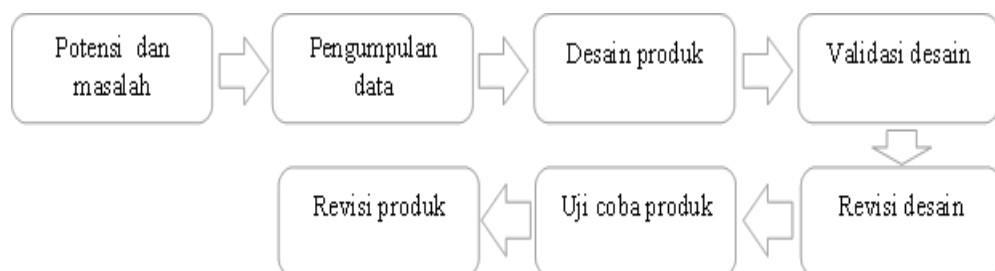 Potensi dan
masalah
Pengumpulan
data
Desain produk
Validasi desain
Revisi desain
Uji coba produk
Revisi produk